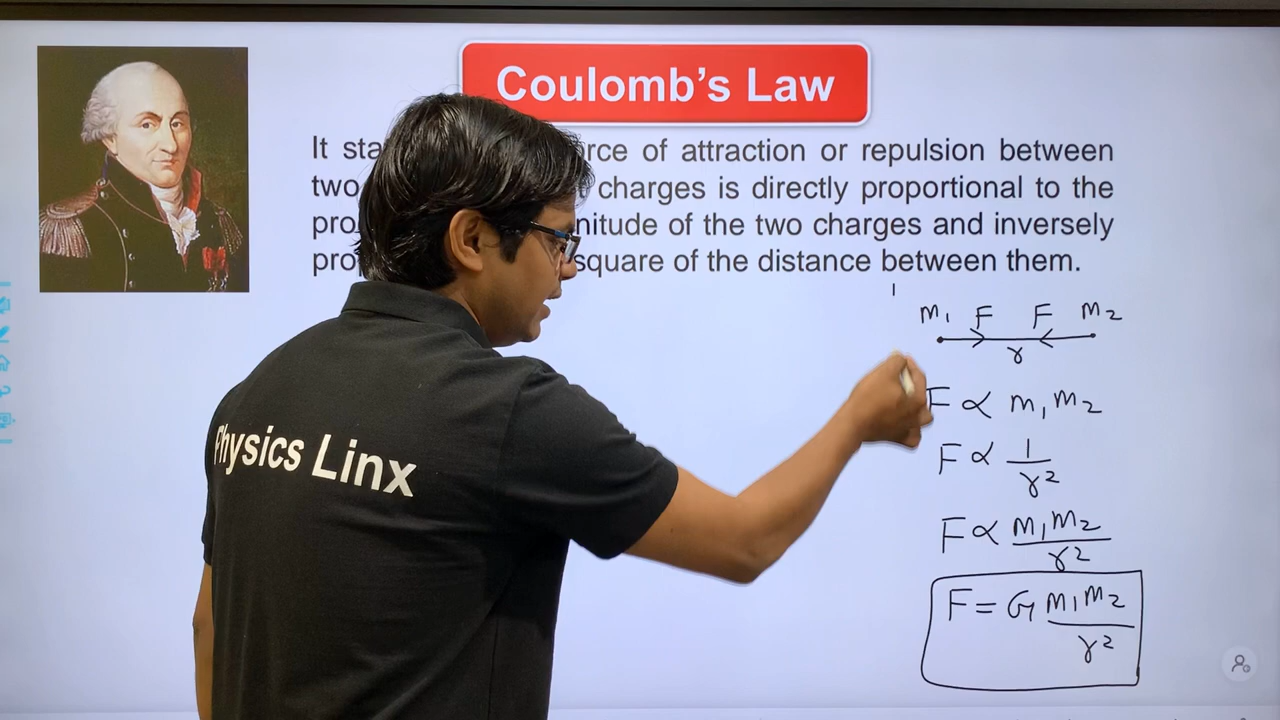 Coulomb's Law
It sta rce of attraction or repulsion between
two charges is directly proportional to the
pro nitude of the two charges and inversely
pro square of the distance between them.
m₁ F F m₂
r
F ∝ m₁m₂
F ∝ 1/r²
F ∝ m₁m₂/r²
F = G m₁m₂/r²
Physics Linx